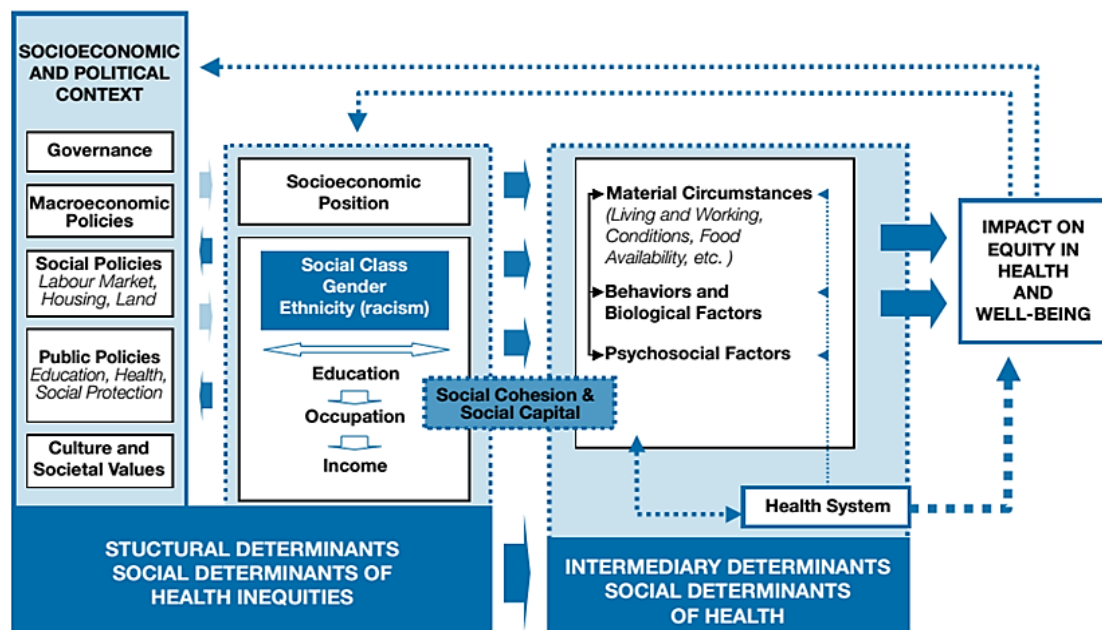 SOCIOECONOMIC
AND POLITICAL
CONTEXT
Governance
Macroeconomic
Policies
Social Policies
Labour Market,
Housing, Land
Public Policies
Education, Health,
Social Protection
Culture and
Societal Values
Socioeconomic
Position
Social Class
Gender
Ethnicity (racism)
Education
Occupation
Income
Social Cohesion &
Social Capital
Material Circumstances
(Living and Working,
Conditions, Food
Availability, etc. )
Behaviors and
Biological Factors
Psychosocial Factors
Health System
IMPACT ON
EQUITY IN
HEALTH
AND
WELL-BEING
STUCTURAL DETERMINANTS
SOCIAL DETERMINANTS OF
HEALTH INEQUITIES
INTERMEDIARY DETERMINANTS
SOCIAL DETERMINANTS
OF HEALTH